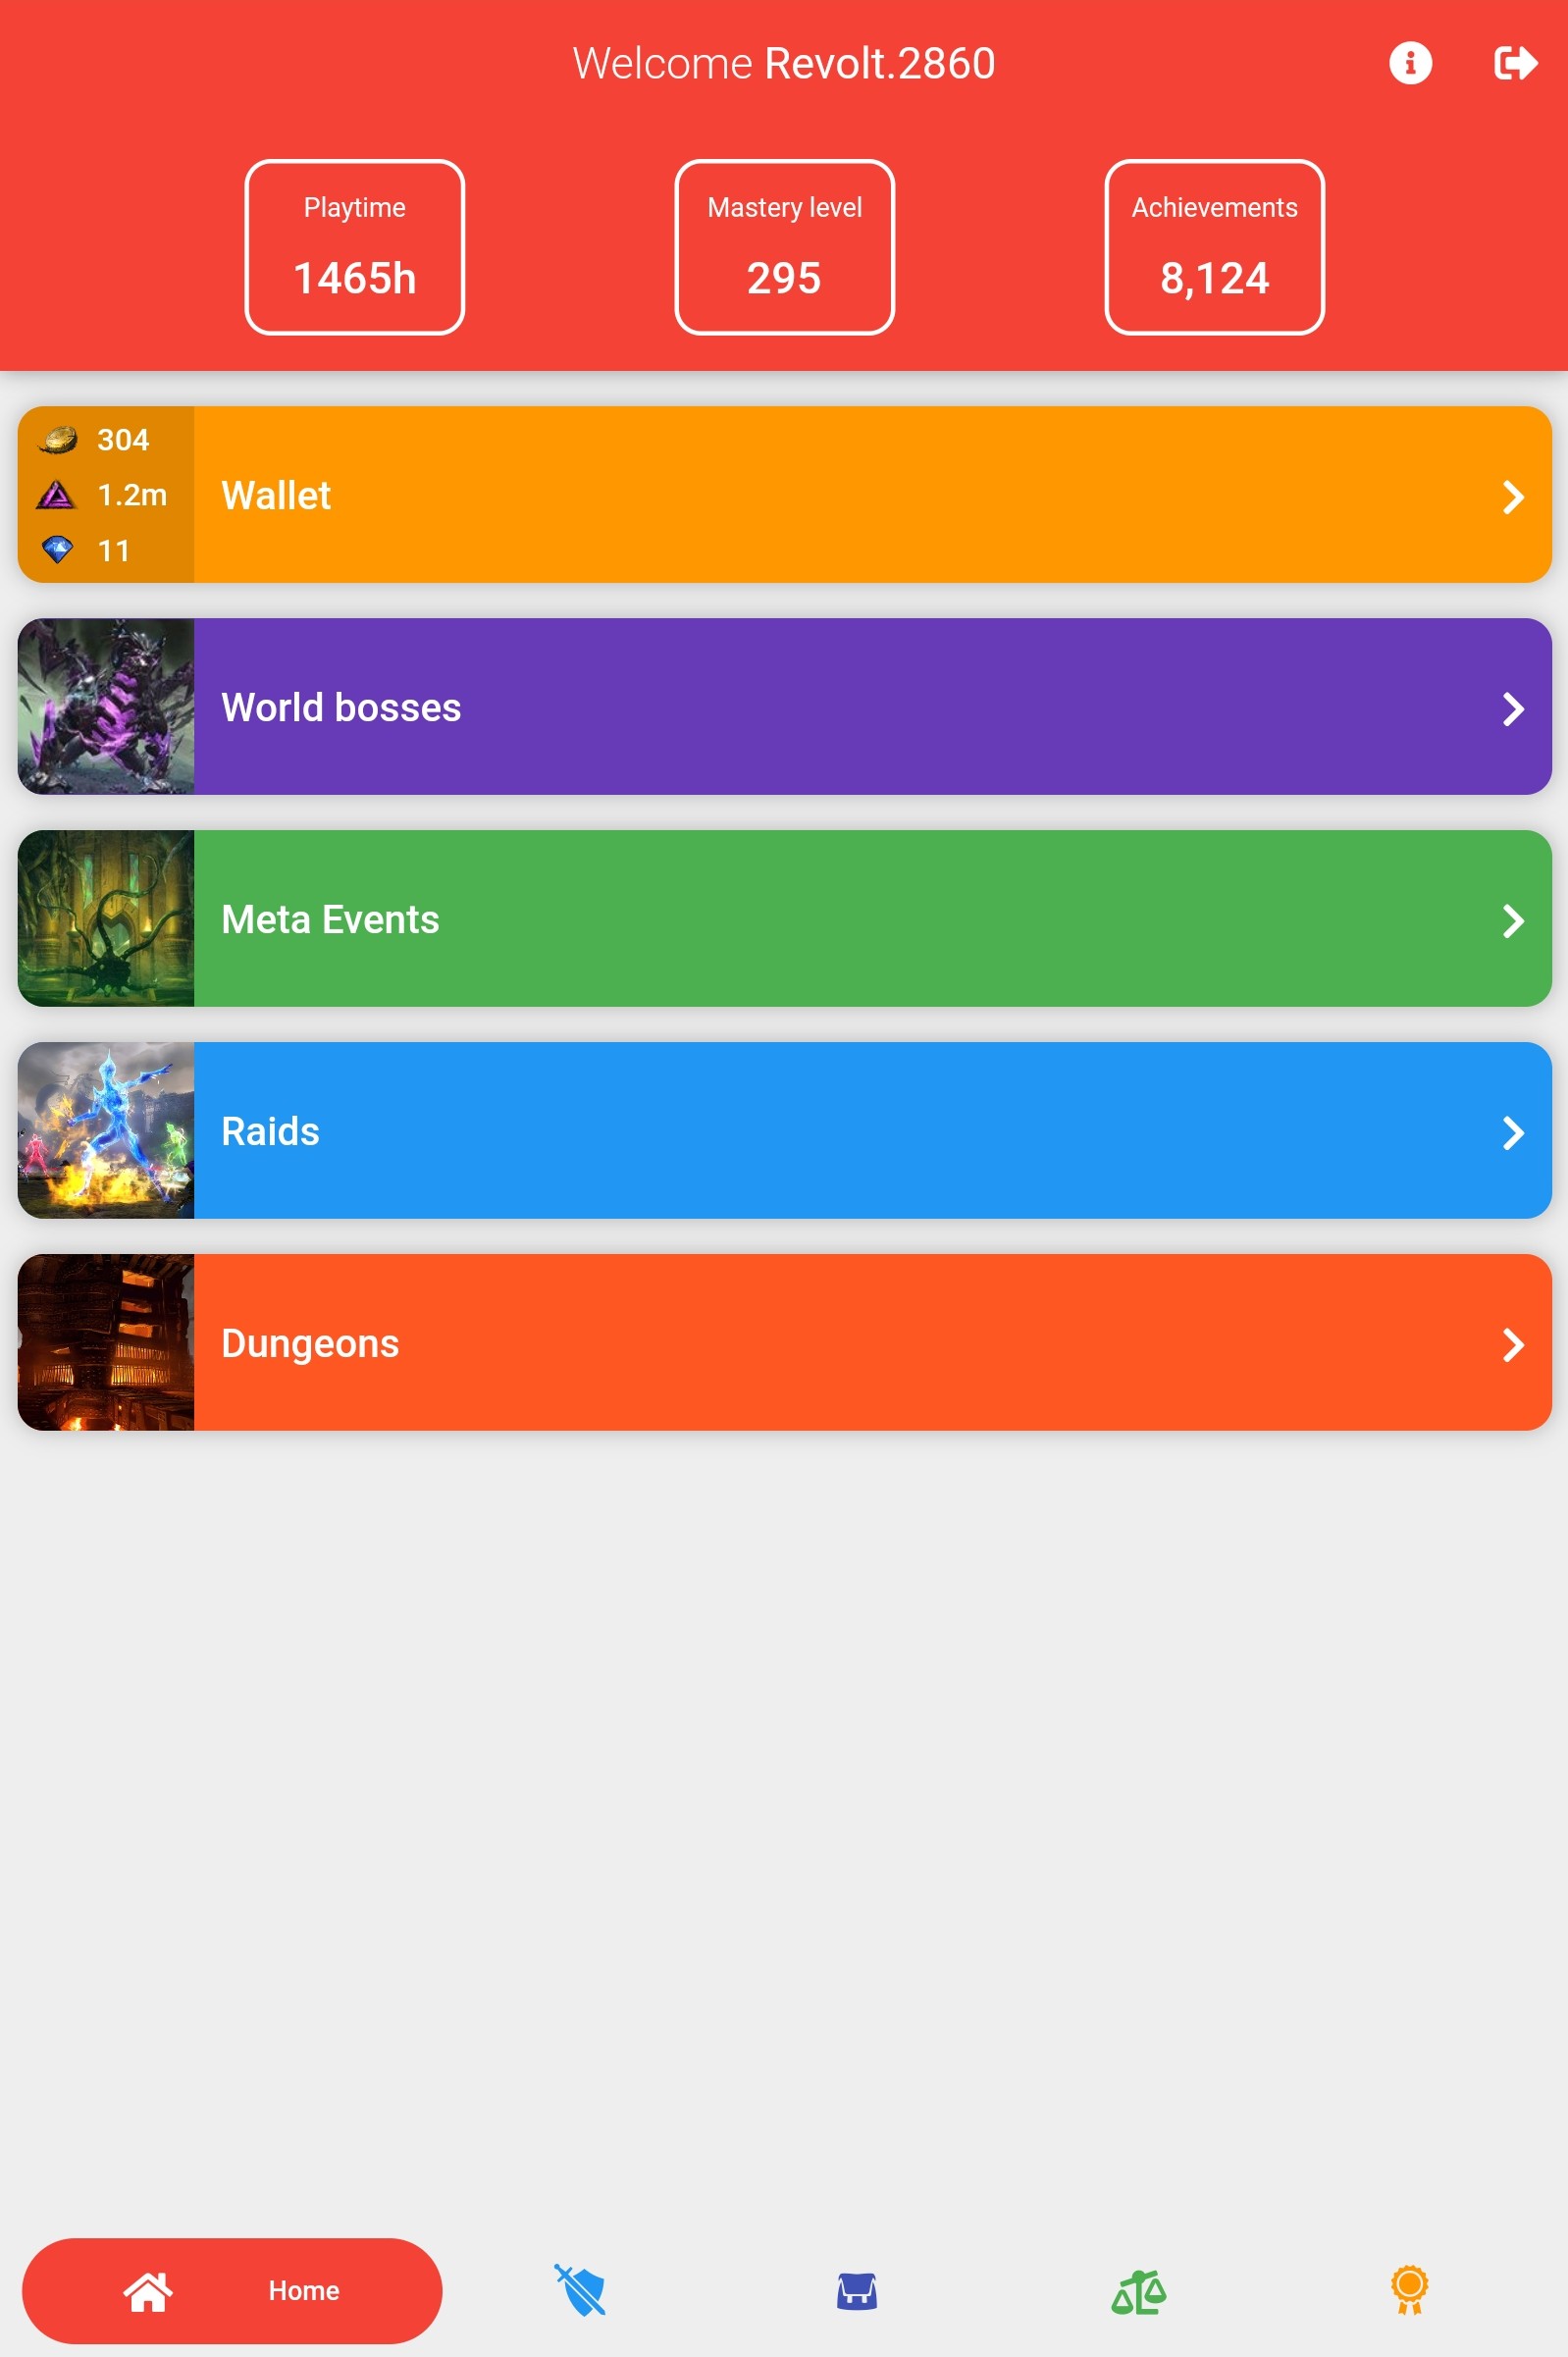 Welcome Revolt.2860
Playtime
1465h
Mastery level
295
Achievements
8,124
304
1.2m
11
Wallet
World bosses
Meta Events
Raids
Dungeons
Home